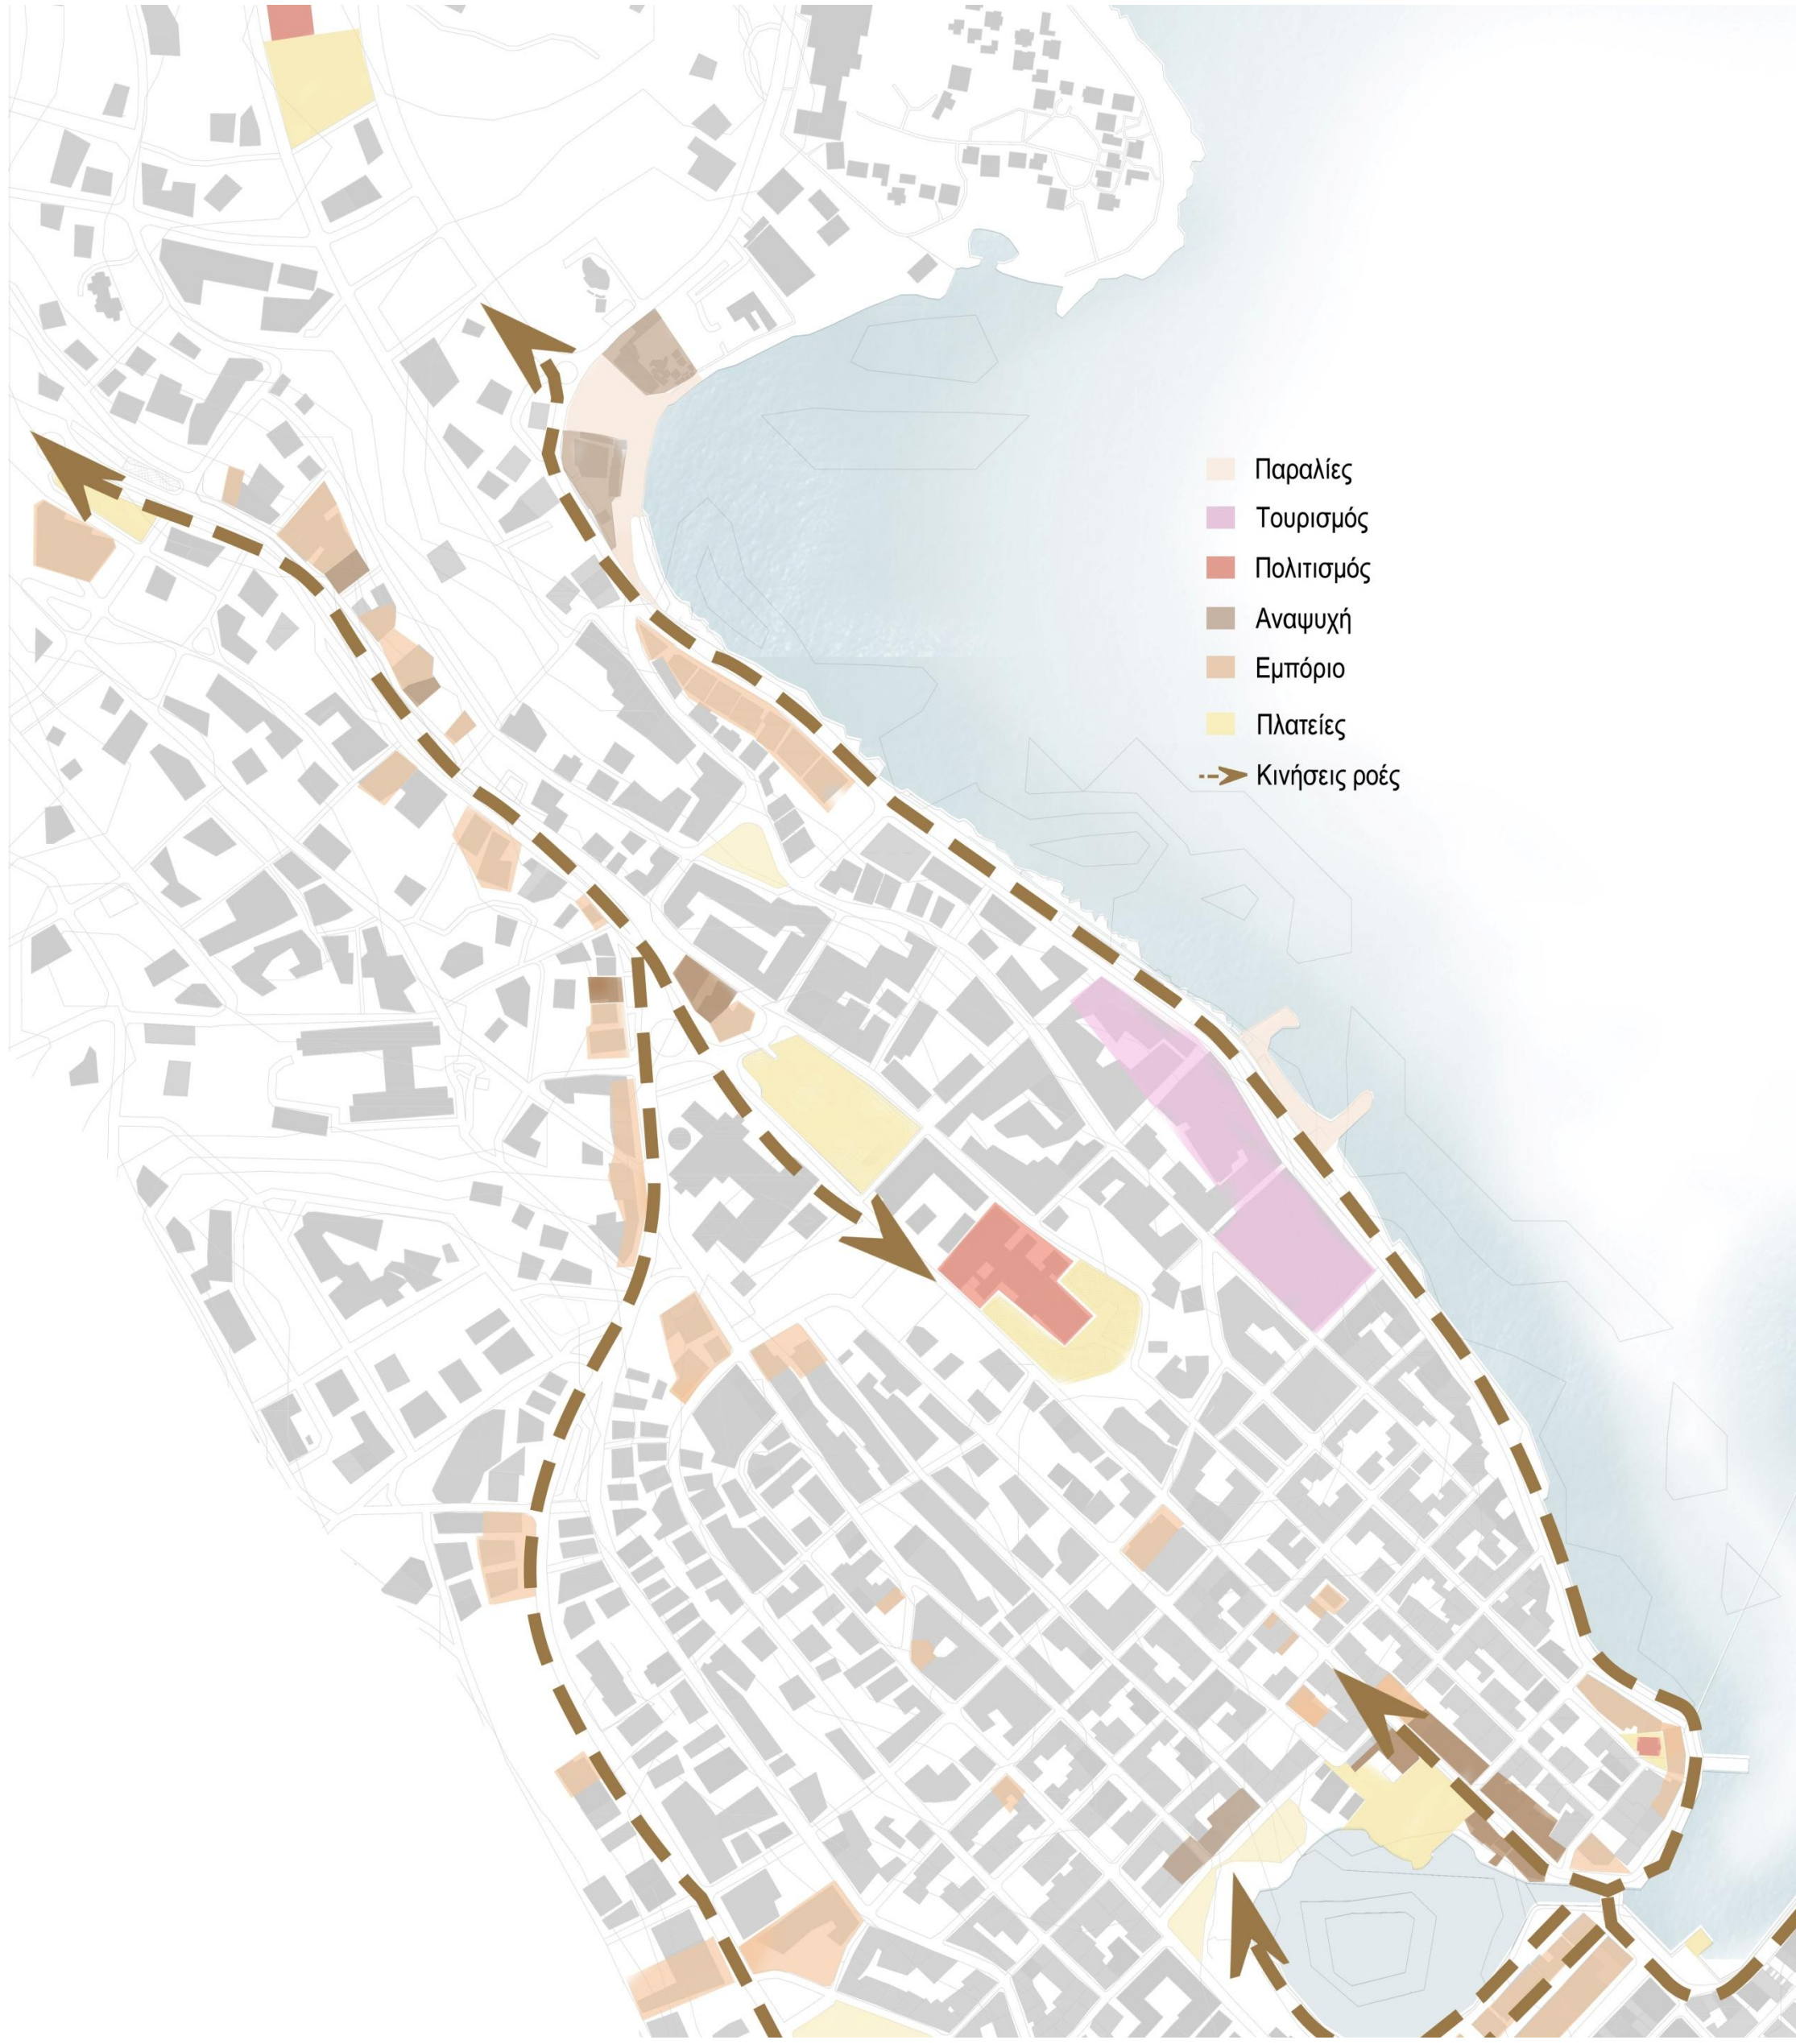 Παραλίες
Τουρισμός
Πολιτισμός
Αναψυχή
Εμπόριο
Πλατείες
Κινήσεις ροές